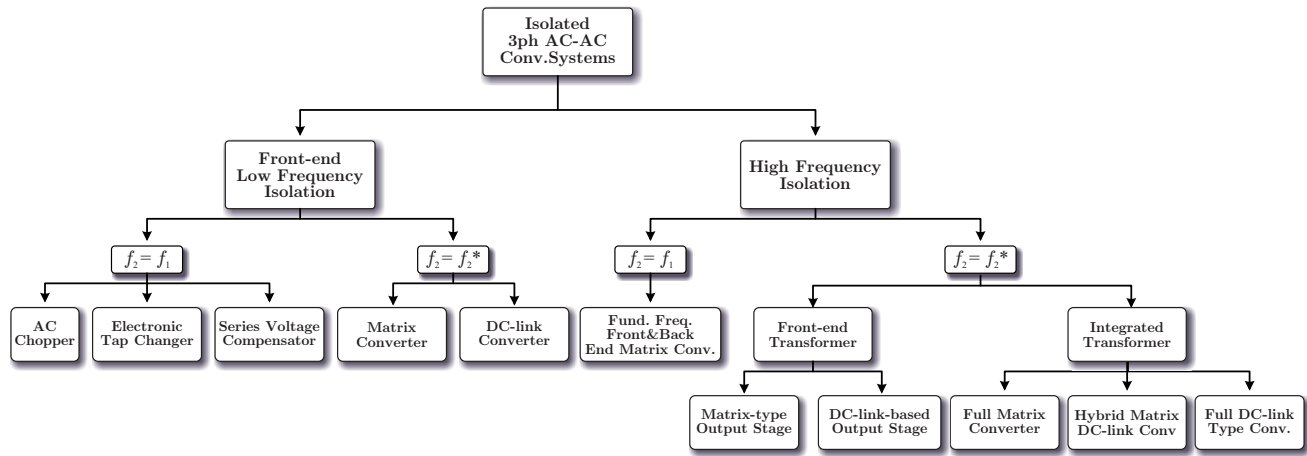 Isolated
3ph AC-AC
Conv.Systems
Front-end
Low Frequency
Isolation
High Frequency
Isolation
f₂= f₁
f₂= f₂*
f₂= f₁
f₂= f₂*
AC
Chopper
Electronic
Tap Changer
Series Voltage
Compensator
Matrix
Converter
DC-link
Converter
Fund. Freq.
Front&Back
End Matrix Conv.
Front-end
Transformer
Integrated
Transformer
Matrix-type
Output Stage
DC-link-based
Output Stage
Full Matrix
Converter
Hybrid Matrix
DC-link Conv
Full DC-link
Type Conv.